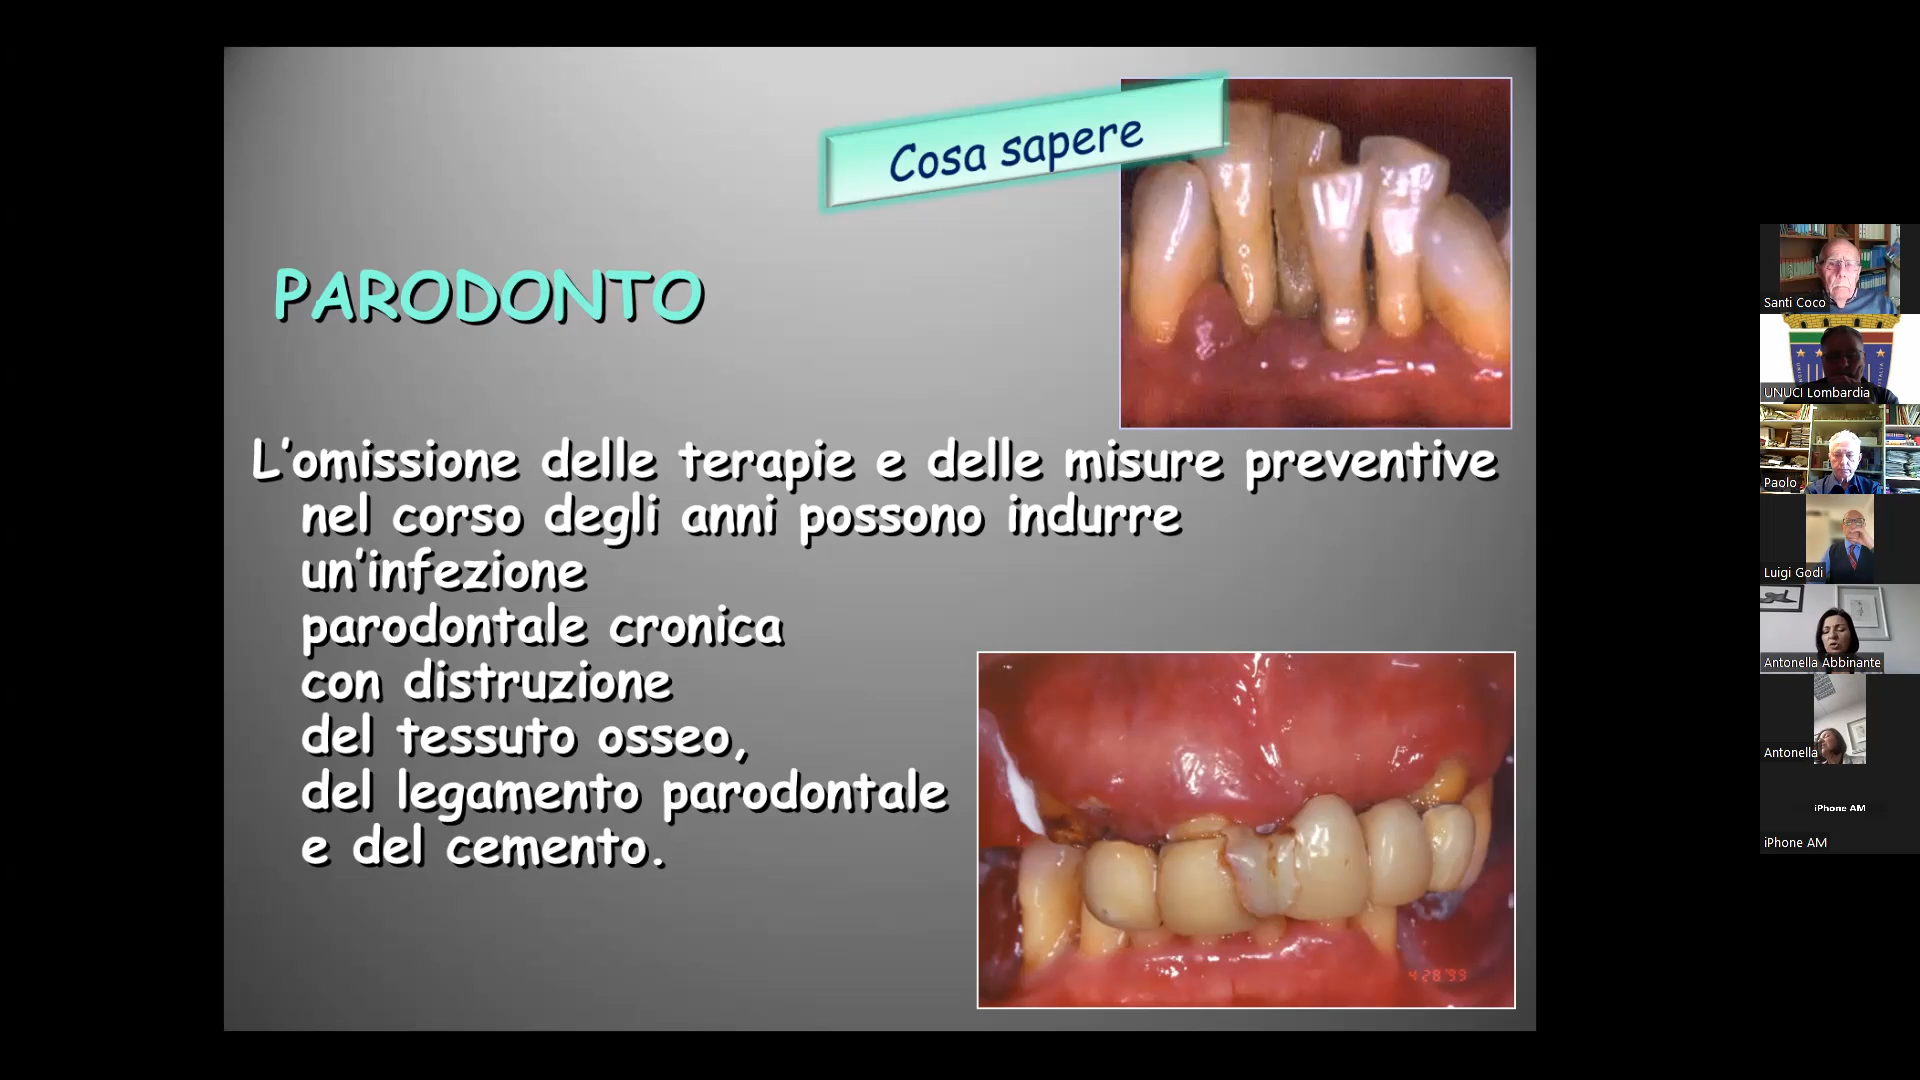 Cosa sapere
PARODONTO
L'omissione delle terapie e delle misure preventive
nel corso degli anni possono indurre
un'infezione
parodontale cronica
con distruzione
del tessuto osseo,
del legamento parodontale
e del cemento.
4 28 '99
Santi Coco
UNUCI Lombardia
Paolo
Luigi Godi
Antonella Abbinante
Antonella
iPhone AM
iPhone AM